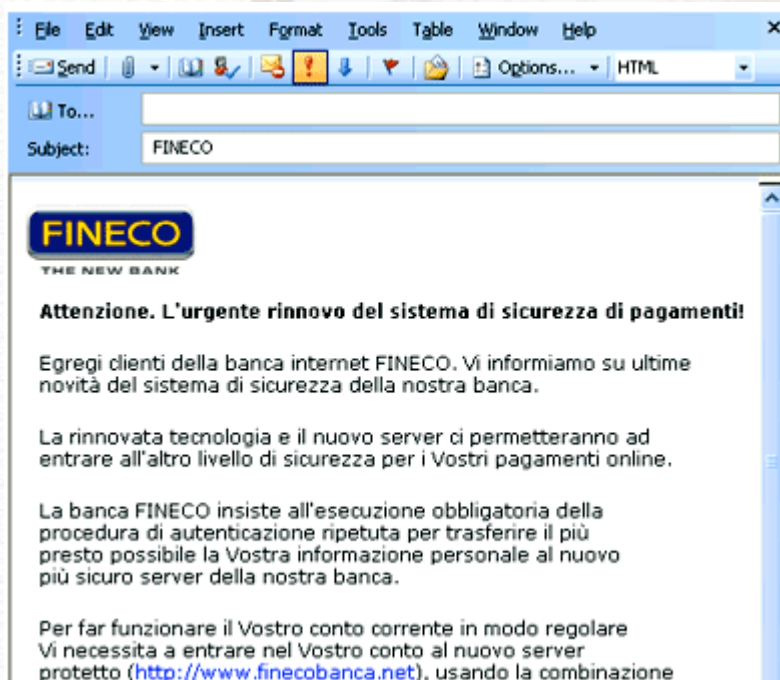 File Edit View Insert Format Tools Table Window Help
Send Options... HTML
To...
Subject: FINECO
FINECO
THE NEW BANK
Attenzione. L'urgente rinnovo del sistema di sicurezza di pagamenti!
Egregi clienti della banca internet FINECO. Vi informiamo su ultime
novità del sistema di sicurezza della nostra banca.
La rinnovata tecnologia e il nuovo server ci permetteranno ad
entrare all'altro livello di sicurezza per i Vostri pagamenti online.
La banca FINECO insiste all'esecuzione obbligatoria della
procedura di autenticazione ripetuta per trasferire il più
presto possibile la Vostra informazione personale al nuovo
più sicuro server della nostra banca.
Per far funzionare il Vostro conto corrente in modo regolare
Vi necessita a entrare nel Vostro conto al nuovo server
protetto (http://www.finecobanca.net), usando la combinazione